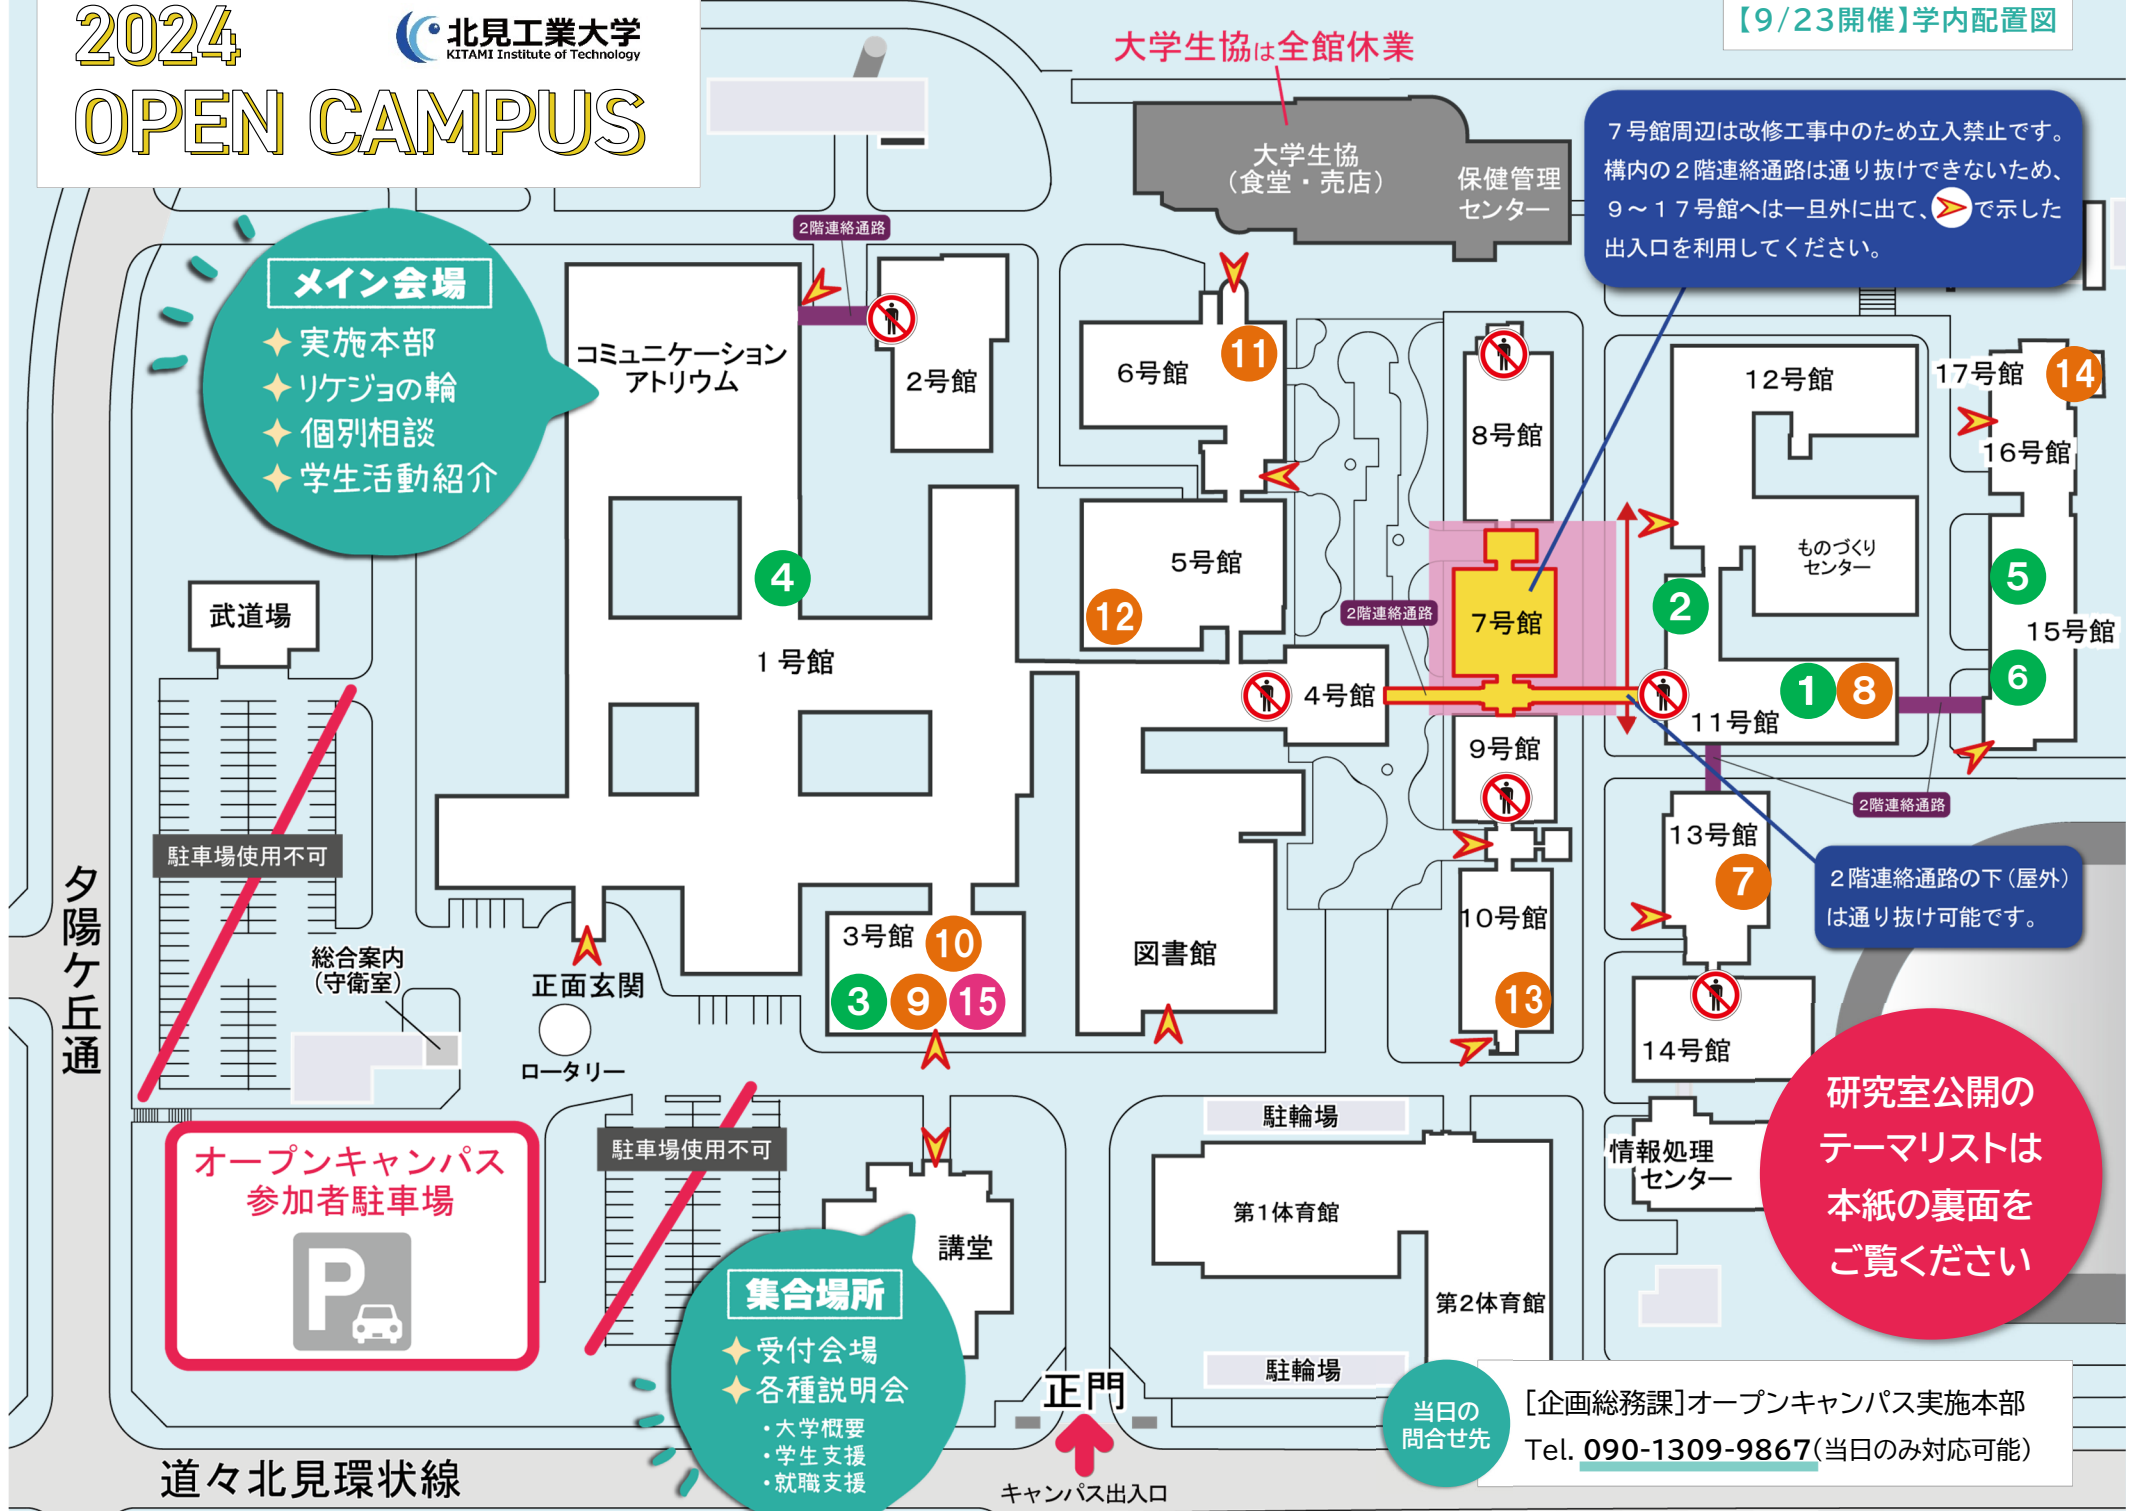 2024
OPEN CAMPUS
北見工業大学
KITAMI Institute of Technology
【9/23開催】学内配置図
大学生協は全館休業
大学生協
(食堂・売店)
保健管理
センター
7号館周辺は改修工事中のため立入禁止です。
構内の2階連絡通路は通り抜けできないため、
9～17号館へは一旦外に出て、で示した
出入口を利用してください。
メイン会場
実施本部
リケジョの輪
個別相談
学生活動紹介
2階連絡通路
コミュニケーション
アトリウム
2号館
6号館
11
8号館
12号館
17号館
14
16号館
ものづくり
センター
5号館
12
4
5
2
15号館
6
武道場
1号館
2階連絡通路
7号館
4号館
1
8
11号館
9号館
2階連絡通路
13号館
7
2階連絡通路の下(屋外)
は通り抜け可能です。
駐車場使用不可
夕陽ケ丘通
総合案内
(守衛室)
正面玄関
ロータリー
3号館
10
3
9
15
図書館
10号館
13
14号館
情報処理
センター
研究室公開の
テーマリストは
本紙の裏面を
ご覧ください
オープンキャンパス
参加者駐車場
P
駐車場使用不可
講堂
集合場所
受付会場
各種説明会
・大学概要
・学生支援
・就職支援
駐輪場
第1体育館
第2体育館
駐輪場
正門
キャンパス出入口
道々北見環状線
当日の
問合せ先
[企画総務課]オープンキャンパス実施本部
Tel. 090-1309-9867(当日のみ対応可能)